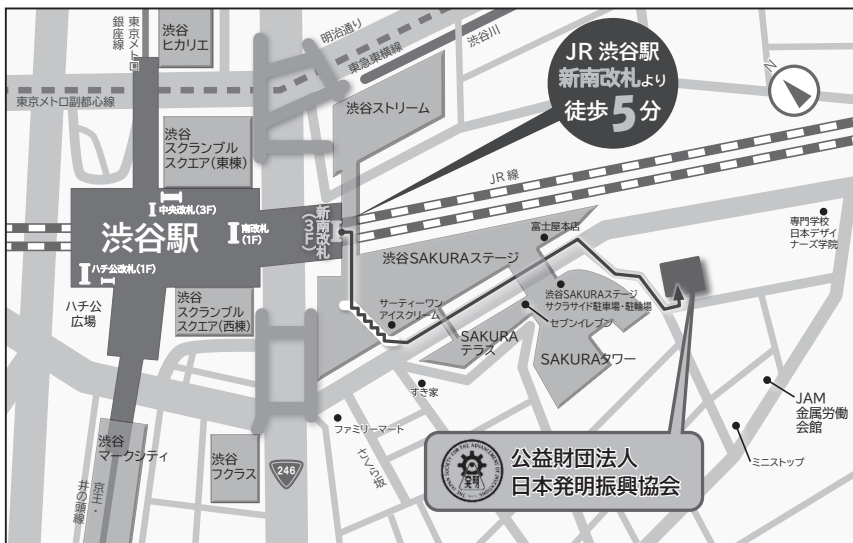 東京メトロ
銀座線
渋谷
ヒカリエ
明治通り
東急東横線
渋谷川
JR 渋谷駅
新南改札より
徒歩5分
N
東京メトロ副都心線
渋谷ストリーム
渋谷
スクランブル
スクエア(東棟)
JR 線
中央改札(3F)
渋谷駅
南改札
(1F)
新南改札
(3F)
ハチ公改札(1F)
専門学校
日本デザイ
ナーズ学院
富士屋本店
渋谷SAKURAステージ
ハチ公
広場
渋谷
スクランブル
スクエア(西棟)
サーティーワン
アイスクリーム
渋谷SAKURAステージ
サクラサイド駐車場・駐輪場
セブンイレブン
SAKURA
テラス
SAKURAタワー
すき家
JAM
金属労働
会館
ファミリーマート
さくら坂
渋谷
マークシティ
渋谷
フクラス
246
ミニストップ
京王・
井の頭線
THE JAPAN SOCIETY FOR THE ADVANCEMENT OF INVENTIONS
発明
公益財団法人
日本発明振興協会